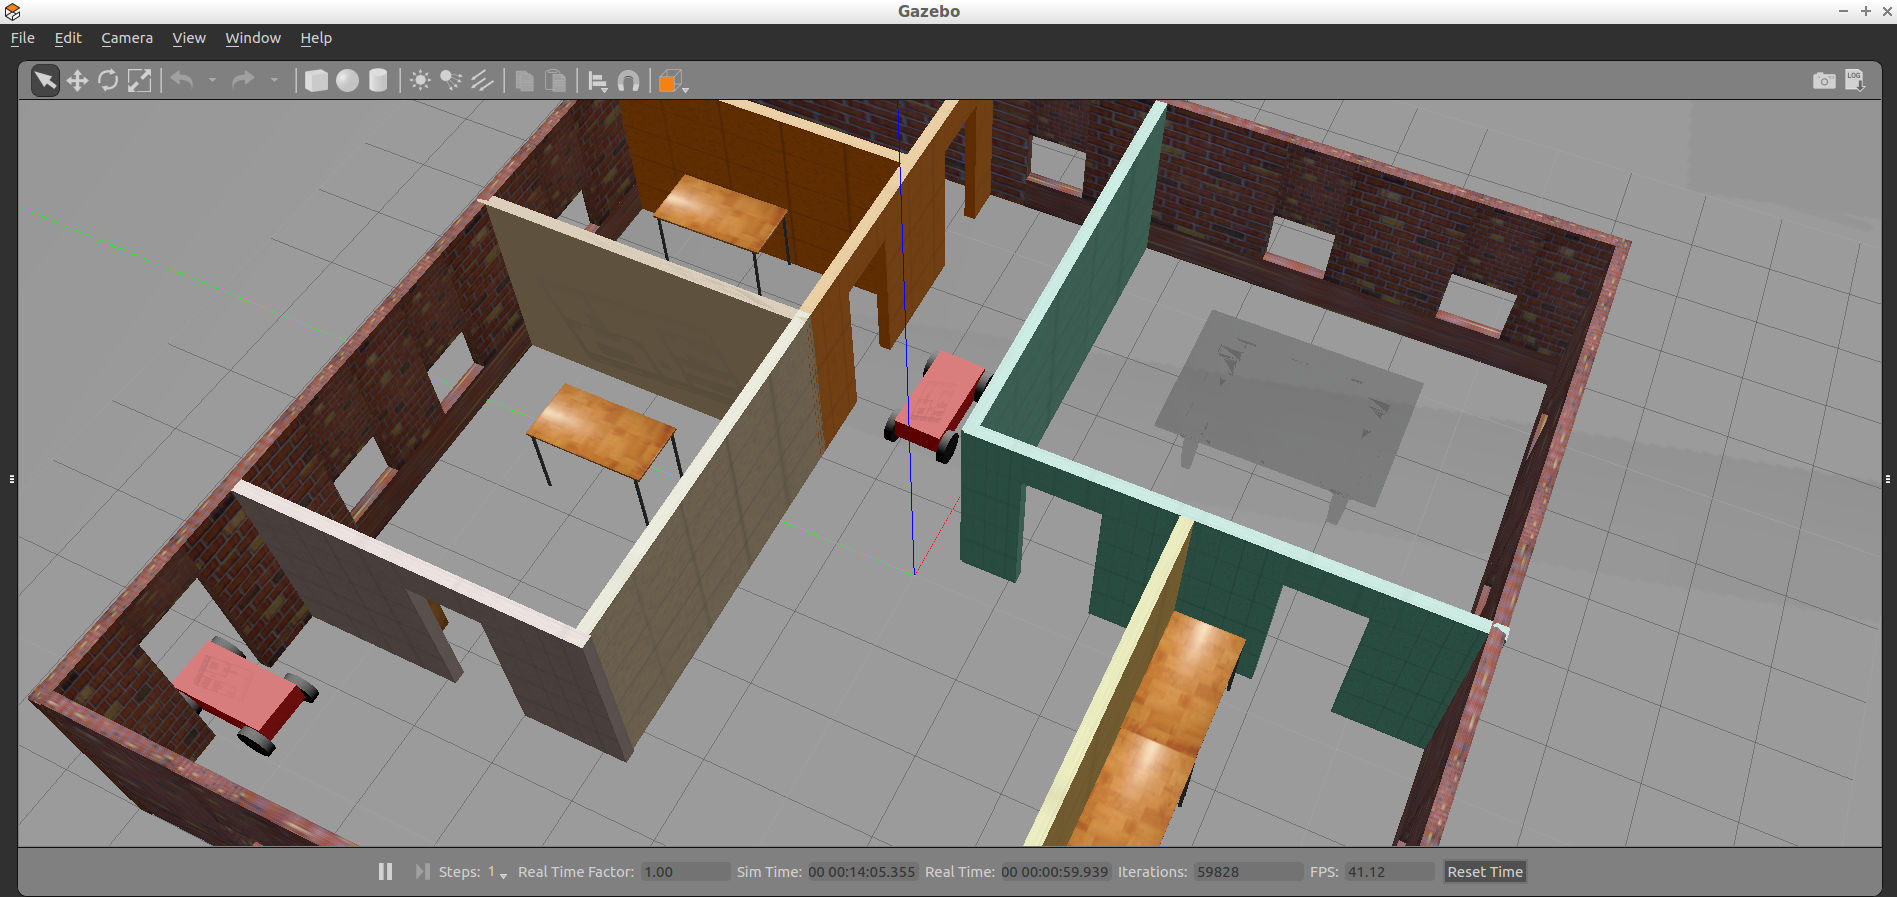 Gazebo
File Edit Camera View Window Help
LOG
Steps: 1 Real Time Factor: 1.00 Sim Time: 00 00:14:05.355 Real Time: 00 00:00:59.939 Iterations: 59828 FPS: 41.12 Reset Time